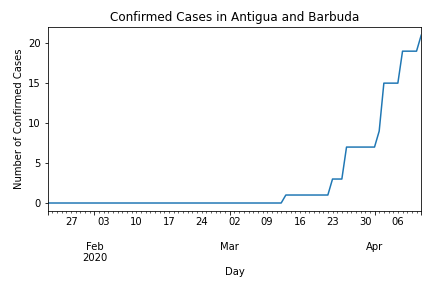 Confirmed Cases in Antigua and Barbuda
Number of Confirmed Cases
20
15
10
5
0
27 03 10 17 24 02 09 16 23 30 06
Feb Mar Apr
2020
Day